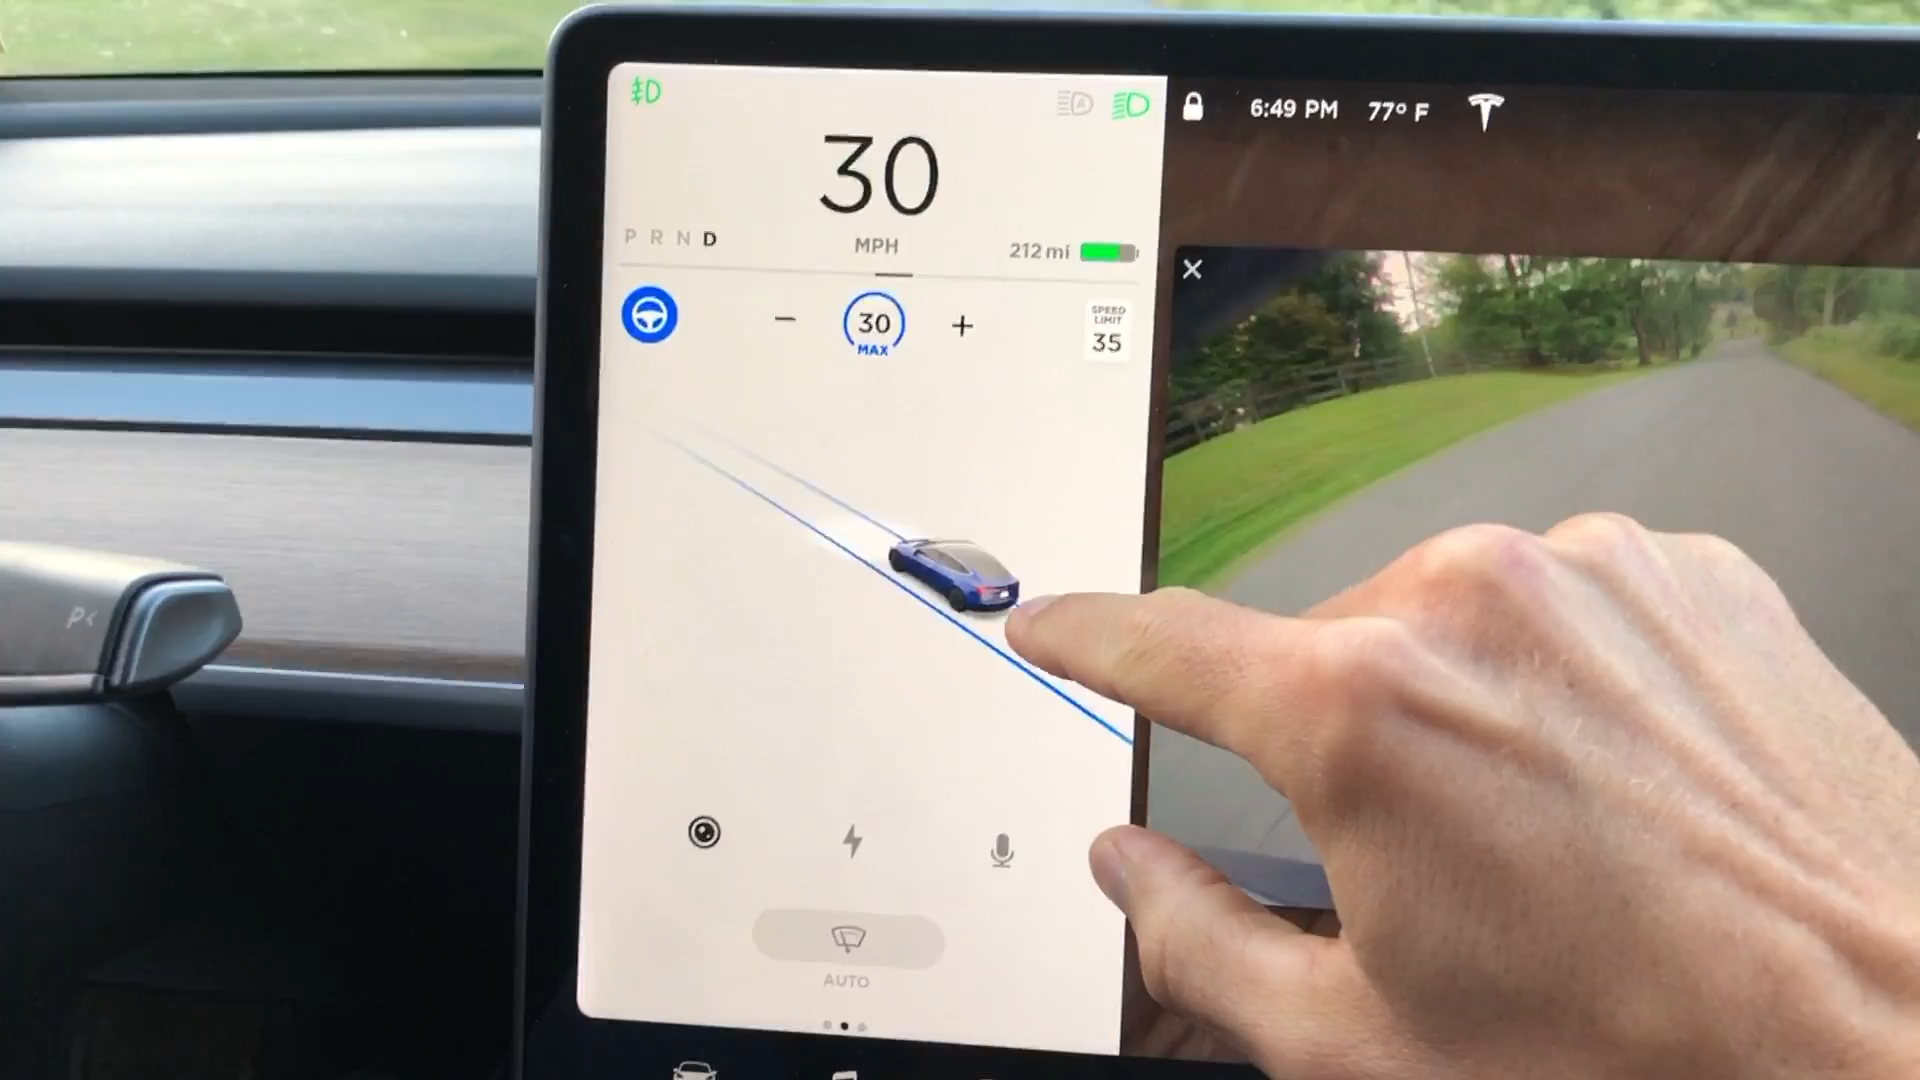 6:49 PM 77° F
30
MPH
P R N D
212 mi
30
MAX
SPEED
LIMIT
35
P<
AUTO